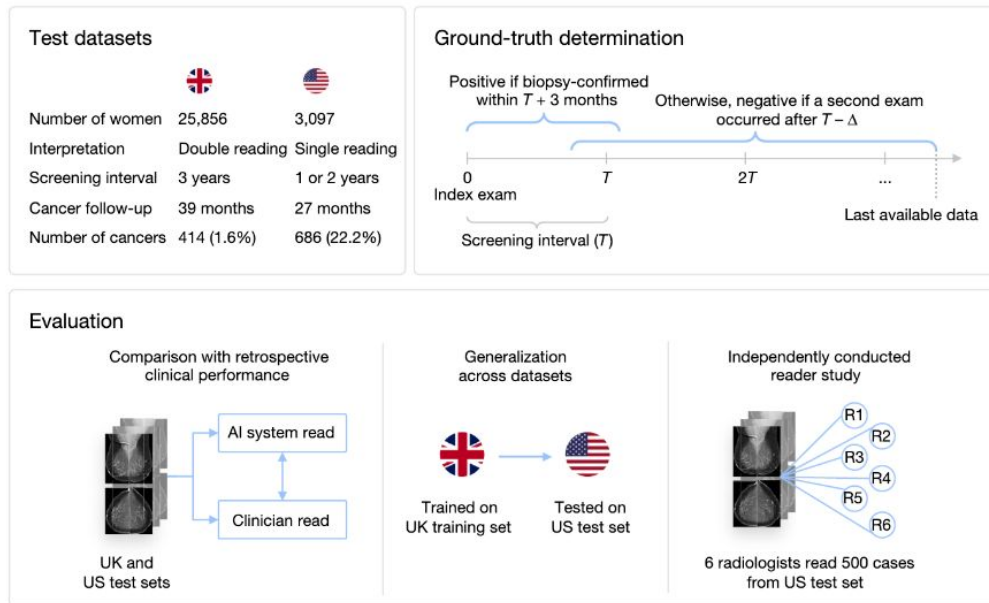 Test datasets
Number of women 25,856 3,097
Interpretation Double reading Single reading
Screening interval 3 years 1 or 2 years
Cancer follow-up 39 months 27 months
Number of cancers 414 (1.6%) 686 (22.2%)
Ground-truth determination
Positive if biopsy-confirmed
within T + 3 months
Otherwise, negative if a second exam
occurred after T – Δ
0 T 2T ...
Index exam
Last available data
Screening interval (T)
Evaluation
Comparison with retrospective
clinical performance
AI system read
Clinician read
UK and
US test sets
Generalization
across datasets
Trained on
UK training set
Tested on
US test set
Independently conducted
reader study
R1
R2
R3
R4
R5
R6
6 radiologists read 500 cases
from US test set